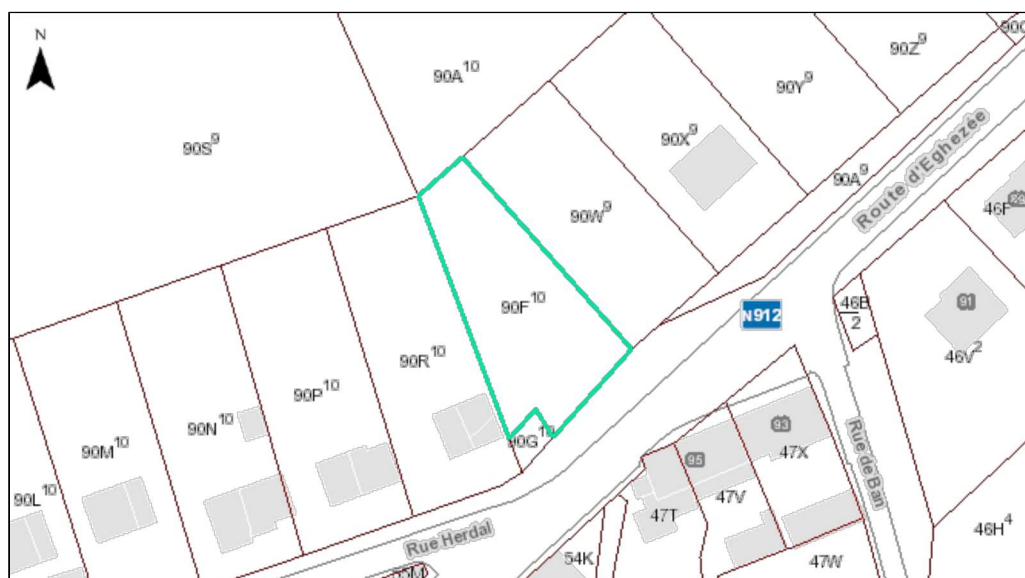 N
90A10
90Z9
90Y9
90S9
90X9
90A9
Route d'Eghezée
46F
90W9
90F10
N912
46B
2
91
46V2
90R10
90P10
90N10
90M10
90L10
90G10
93
95
47X
47V
47T
Rue de Ban
46H4
Rue Herdal
54K
47W